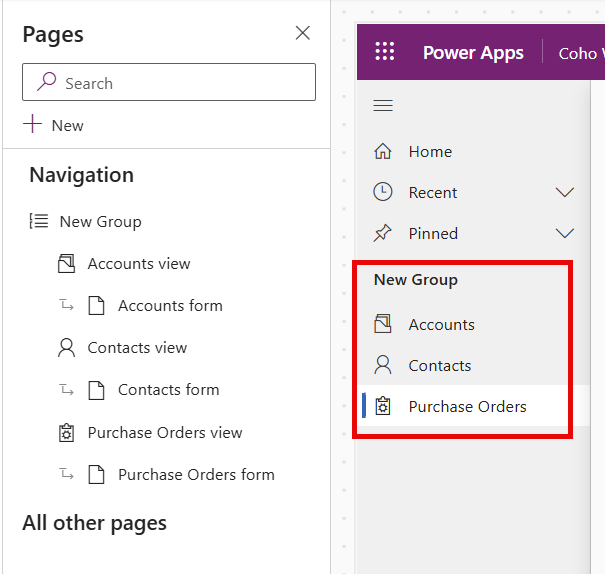 Pages
Search
New
Navigation
New Group
Accounts view
Accounts form
Contacts view
Contacts form
Purchase Orders view
Purchase Orders form
All other pages
Power Apps
Coho
Home
Recent
Pinned
New Group
Accounts
Contacts
Purchase Orders